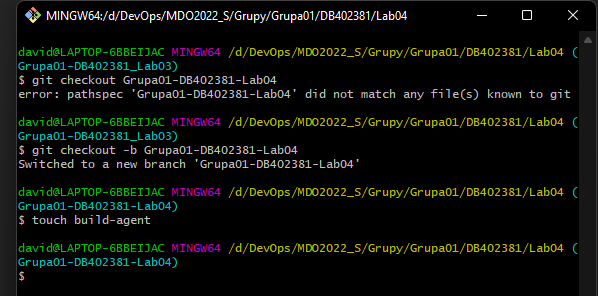 MINGW64:/d/DevOps/MDO2022_S/Grupy/Grupa01/DB402381/Lab04
david@LAPTOP-6BBEIJAC MINGW64 /d/DevOps/MDO2022_S/Grupy/Grupa01/DB402381/Lab04 (
Grupa01-DB402381_Lab03)
$ git checkout Grupa01-DB402381-Lab04
error: pathspec 'Grupa01-DB402381-Lab04' did not match any file(s) known to git
david@LAPTOP-6BBEIJAC MINGW64 /d/DevOps/MDO2022_S/Grupy/Grupa01/DB402381/Lab04 (
Grupa01-DB402381_Lab03)
$ git checkout -b Grupa01-DB402381-Lab04
Switched to a new branch 'Grupa01-DB402381-Lab04'
david@LAPTOP-6BBEIJAC MINGW64 /d/DevOps/MDO2022_S/Grupy/Grupa01/DB402381/Lab04 (
Grupa01-DB402381-Lab04)
$ touch build-agent
david@LAPTOP-6BBEIJAC MINGW64 /d/DevOps/MDO2022_S/Grupy/Grupa01/DB402381/Lab04 (
Grupa01-DB402381-Lab04)
$